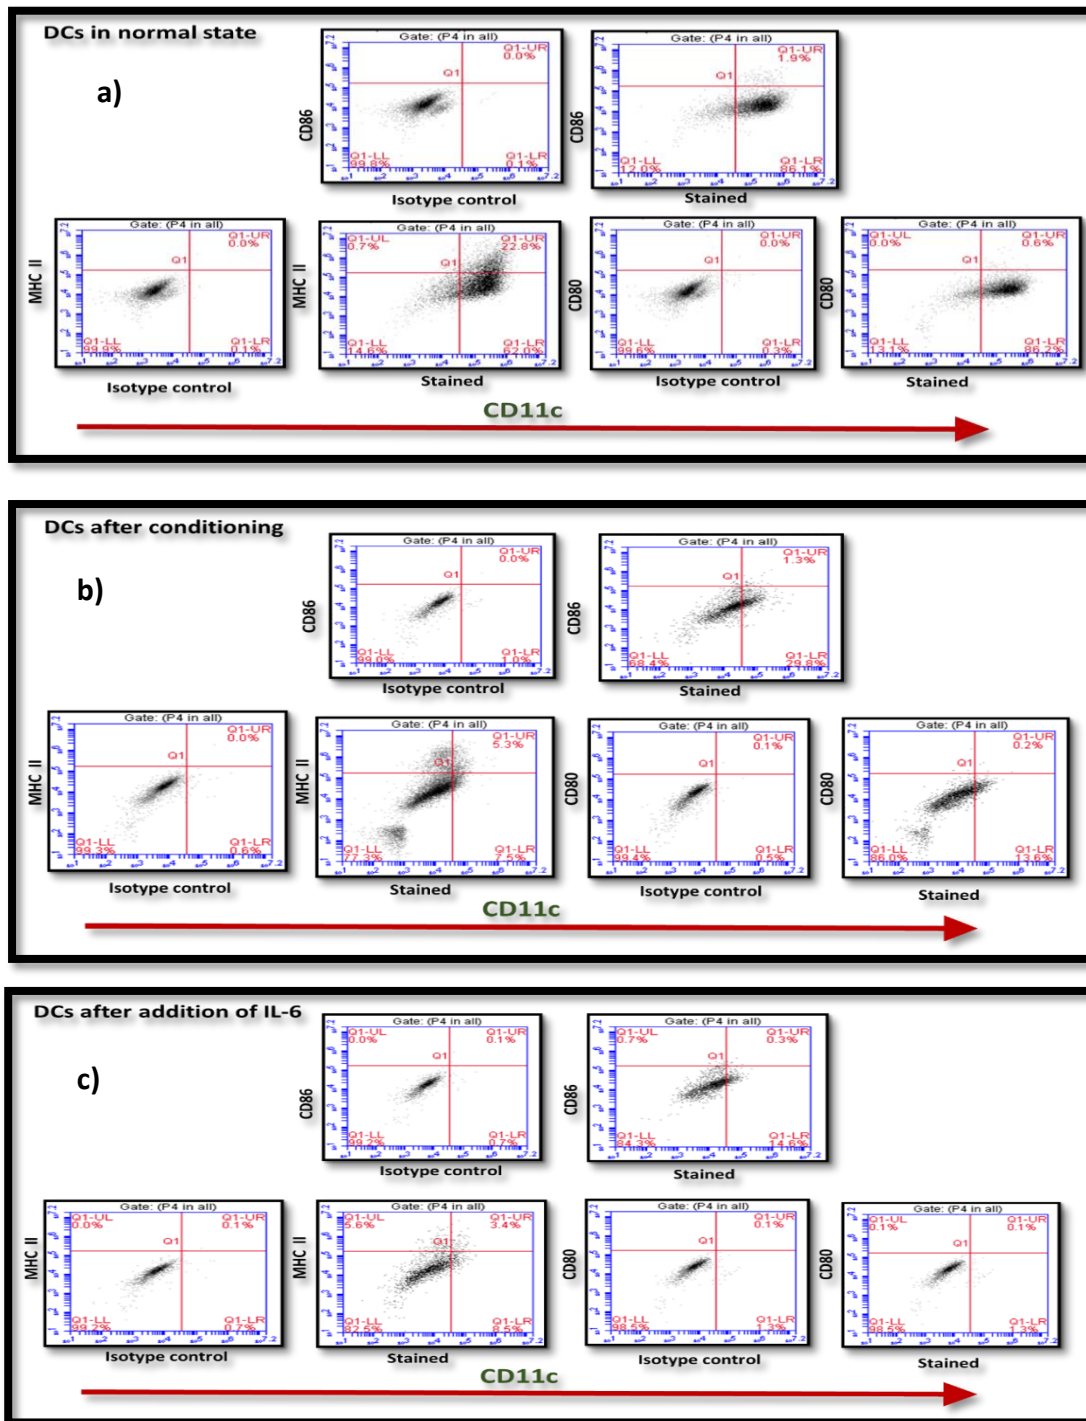 DCs in normal state
a)
Gate: (P4 in all)
Q1-UR
0.0%
Q1
CD86
Q1-LL
99.8%
Q1-LR
0.1%
Isotype control
Gate: (P4 in all)
Q1-UR
1.9%
Q1
CD86
Q1-LL
12.0%
Q1-LR
86.1%
Stained
Gate: (P4 in all)
Q1-UR
0.0%
Q1
MHC II
Q1-LL
99.9%
Q1-LR
0.1%
Isotype control
Gate: (P4 in all)
Q1-UL
0.7%
Q1-UR
22.8%
Q1
MHC II
Q1-LL
14.6%
Q1-LR
62.0%
Stained
Gate: (P4 in all)
Q1-UR
0.0%
Q1
CD80
Q1-LL
99.6%
Q1-LR
0.3%
Isotype control
Gate: (P4 in all)
Q1-UL
0.0%
Q1-UR
0.6%
Q1
CD80
Q1-LL
13.1%
Q1-LR
86.2%
Stained
CD11c
DCs after conditioning
b)
Gate: (P4 in all)
Q1-UR
0.0%
Q1
CD86
Q1-LL
99.0%
Q1-LR
1.0%
Isotype control
Gate: (P4 in all)
Q1-UR
1.3%
Q1
CD86
Q1-LL
68.4%
Q1-LR
29.8%
Stained
Gate: (P4 in all)
Q1-UR
0.0%
Q1
MHC II
Q1-LL
99.3%
Q1-LR
0.6%
Isotype control
Gate: (P4 in all)
Q1-UR
5.3%
Q1
MHC II
Q1-LL
77.3%
Q1-LR
7.5%
Stained
Gate: (P4 in all)
Q1-UR
0.1%
Q1
CD80
Q1-LL
99.4%
Q1-LR
0.5%
Isotype control
Gate: (P4 in all)
Q1-UR
0.2%
Q1
CD80
Q1-LL
86.0%
Q1-LR
13.6%
Stained
CD11c
DCs after addition of IL-6
c)
Gate: (P4 in all)
Q1-UL
0.0%
Q1-UR
0.1%
Q1
CD86
Q1-LL
99.2%
Q1-LR
0.7%
Isotype control
Gate: (P4 in all)
Q1-UL
0.7%
Q1-UR
0.3%
Q1
CD86
Q1-LL
84.3%
Q1-LR
14.6%
Stained
Gate: (P4 in all)
Q1-UL
0.0%
Q1-UR
0.1%
Q1
MHC II
Q1-LL
99.2%
Q1-LR
0.7%
Isotype control
Gate: (P4 in all)
Q1-UL
5.6%
Q1-UR
3.4%
Q1
MHC II
Q1-LL
82.5%
Q1-LR
8.5%
Stained
Gate: (P4 in all)
Q1-UR
0.1%
Q1
CD80
Q1-LL
98.5%
Q1-LR
1.3%
Isotype control
Gate: (P4 in all)
Q1-UL
0.1%
Q1-UR
0.1%
Q1
CD80
Q1-LL
98.5%
Q1-LR
1.3%
Stained
CD11c